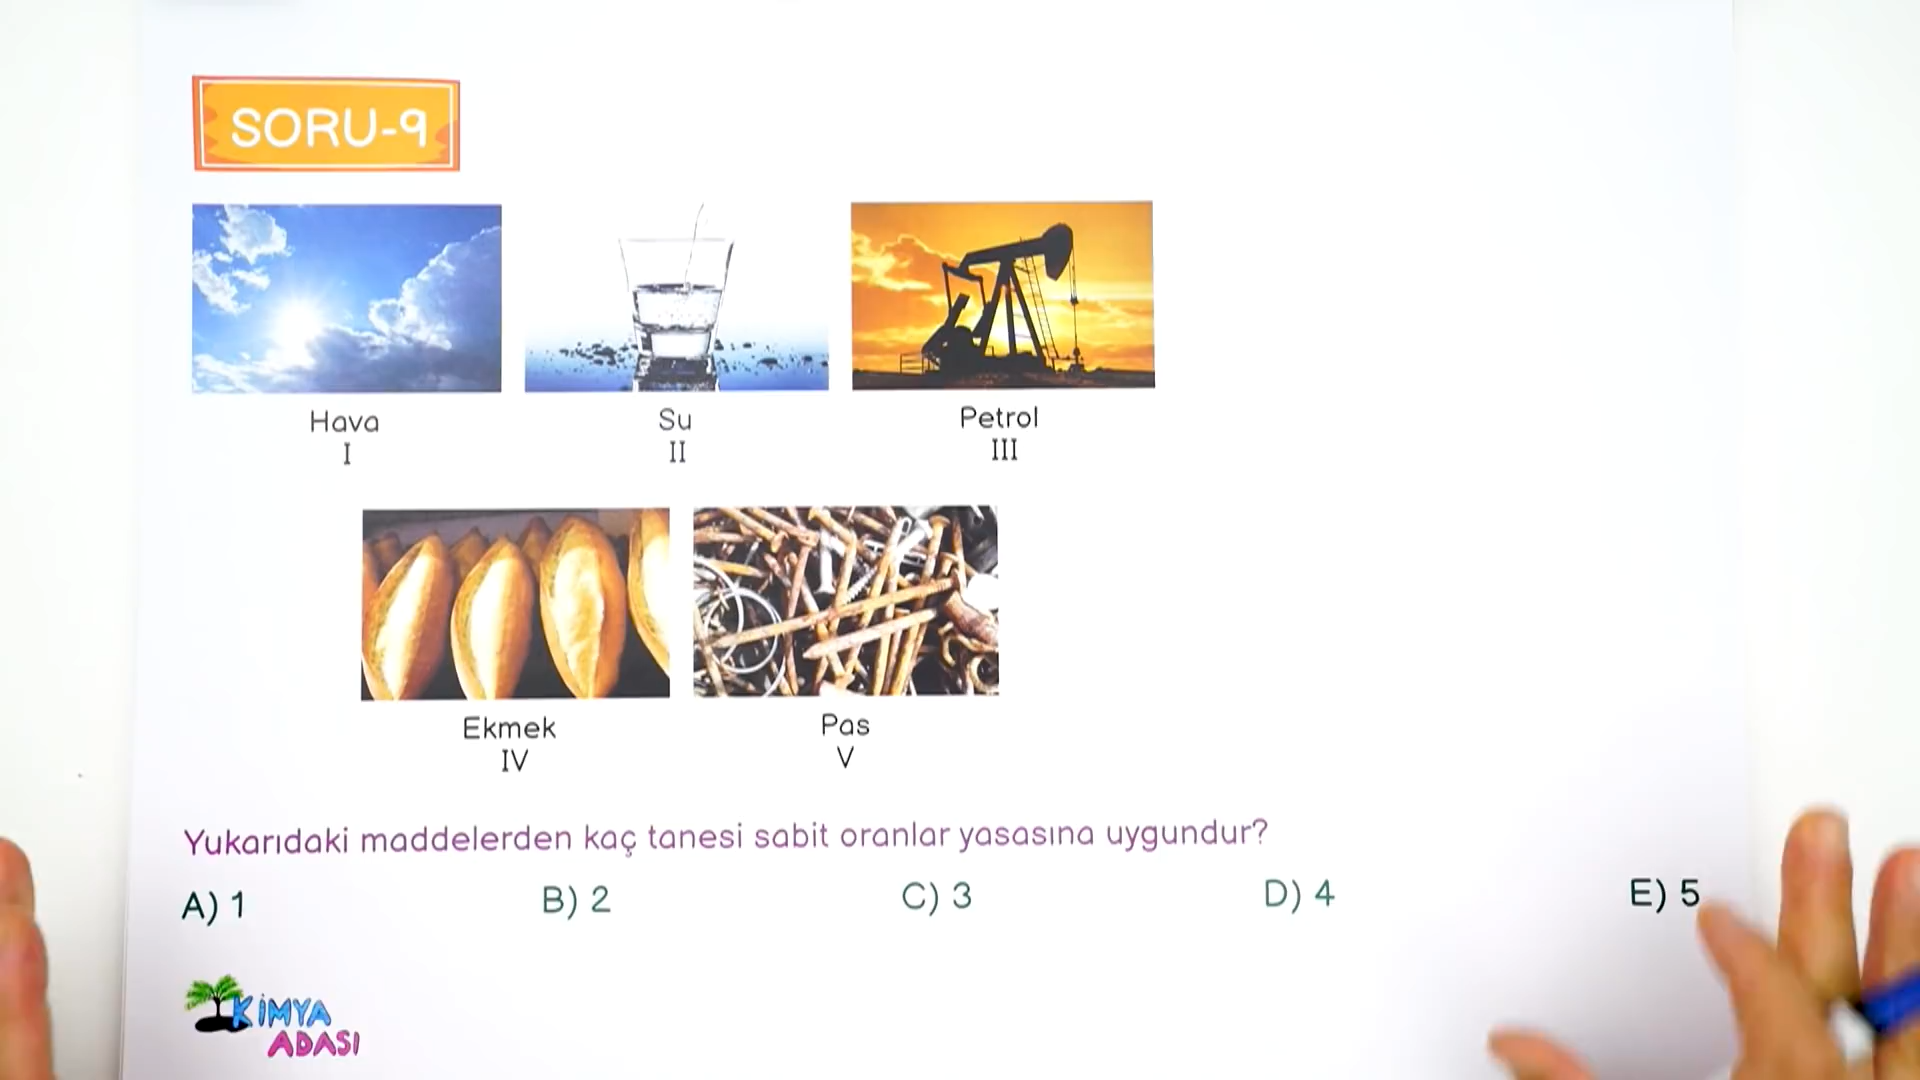 SORU-9
Hava
I
Su
II
Petrol
III
Ekmek
IV
Pas
V
Yukarıdaki maddelerden kaç tanesi sabit oranlar yasasına uygundur?
A) 1
B) 2
C) 3
D) 4
E) 5
KİMYA
ADASI